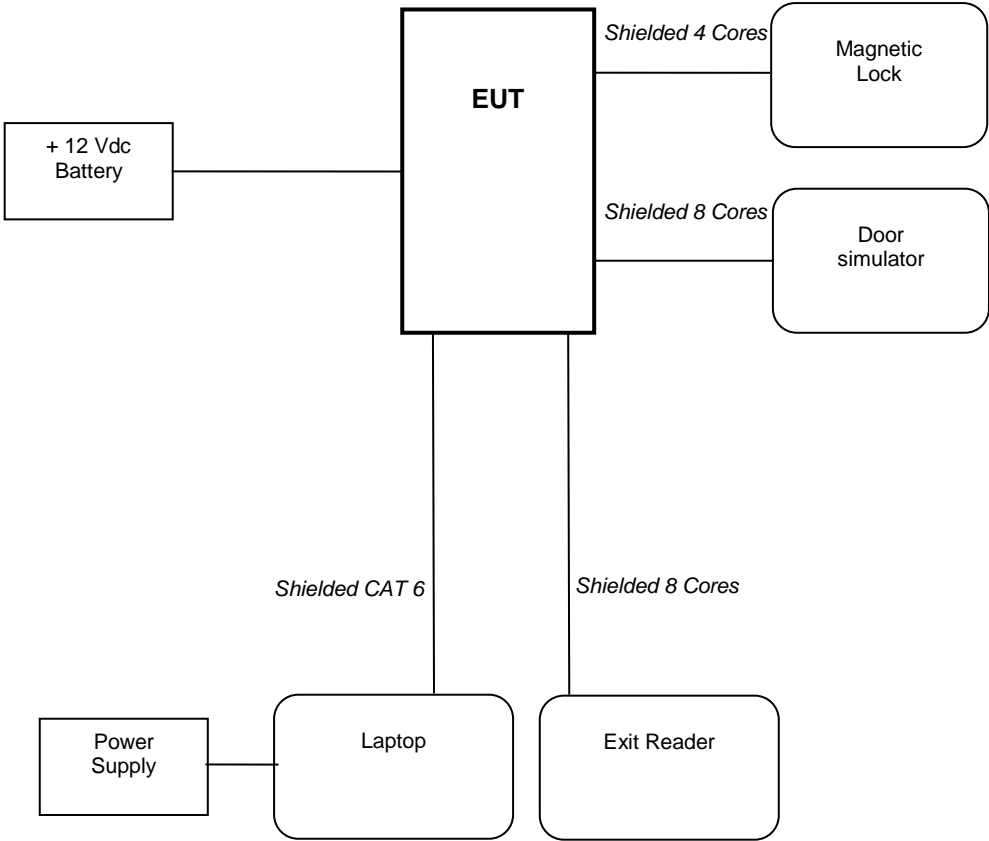 Shielded 4 Cores
Magnetic
Lock
EUT
+ 12 Vdc
Battery
Shielded 8 Cores
Door
simulator
Shielded CAT 6
Shielded 8 Cores
Power
Supply
Laptop
Exit Reader